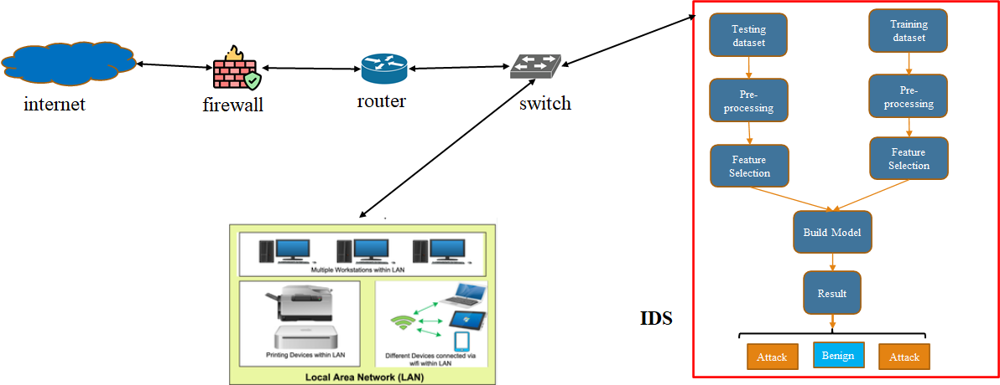 internet
firewall
router
switch
Multiple Workstations within LAN
Printing Devices within LAN
Different Devices connected via
wifi within LAN
Local Area Network (LAN)
IDS
Testing
dataset
Training
dataset
Pre-
processing
Pre-
processing
Feature
Selection
Feature
Selection
Build Model
Result
Attack
Benign
Attack